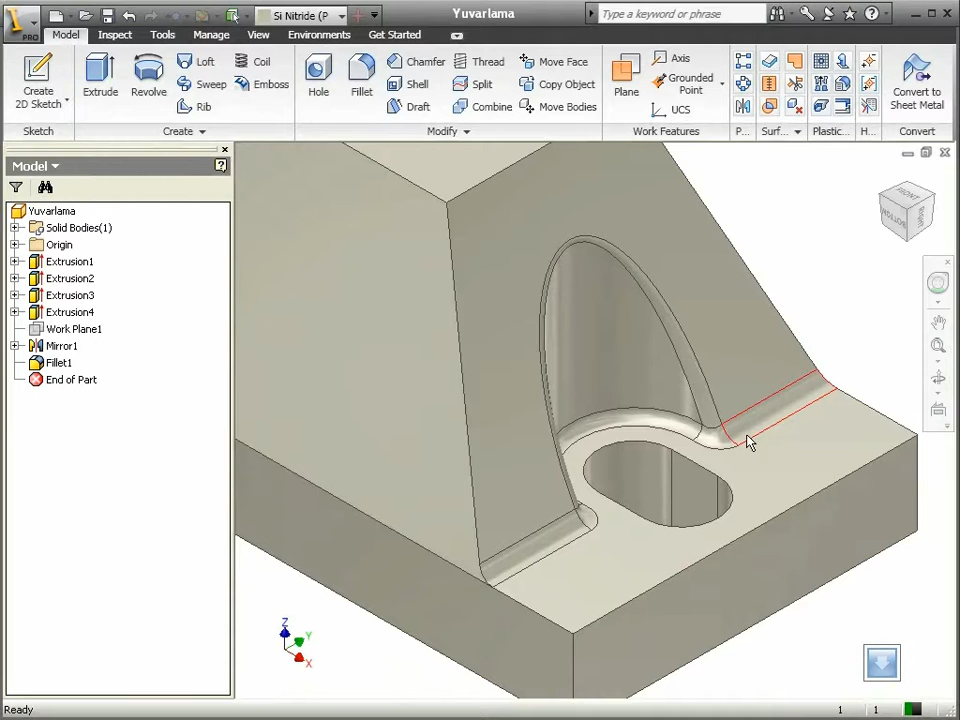 Si Nitride (P
Yuvarlama
Type a keyword or phrase
PRO
Model
Inspect
Tools
Manage
View
Environments
Get Started
Create
2D Sketch
Extrude
Revolve
Loft
Sweep
Rib
Coil
Emboss
Hole
Fillet
Chamfer
Shell
Draft
Thread
Split
Combine
Move Face
Copy Object
Move Bodies
Plane
Axis
Grounded
Point
UCS
Convert to
Sheet Metal
Sketch
Create
Modify
Work Features
P...
Surf...
Plastic...
H...
Convert
Model
Yuvarlama
Solid Bodies(1)
Origin
Extrusion1
Extrusion2
Extrusion3
Extrusion4
Work Plane1
Mirror1
Fillet1
End of Part
FRONT
BOTTOM
RIGHT
Z
Y
X
Ready
1
1